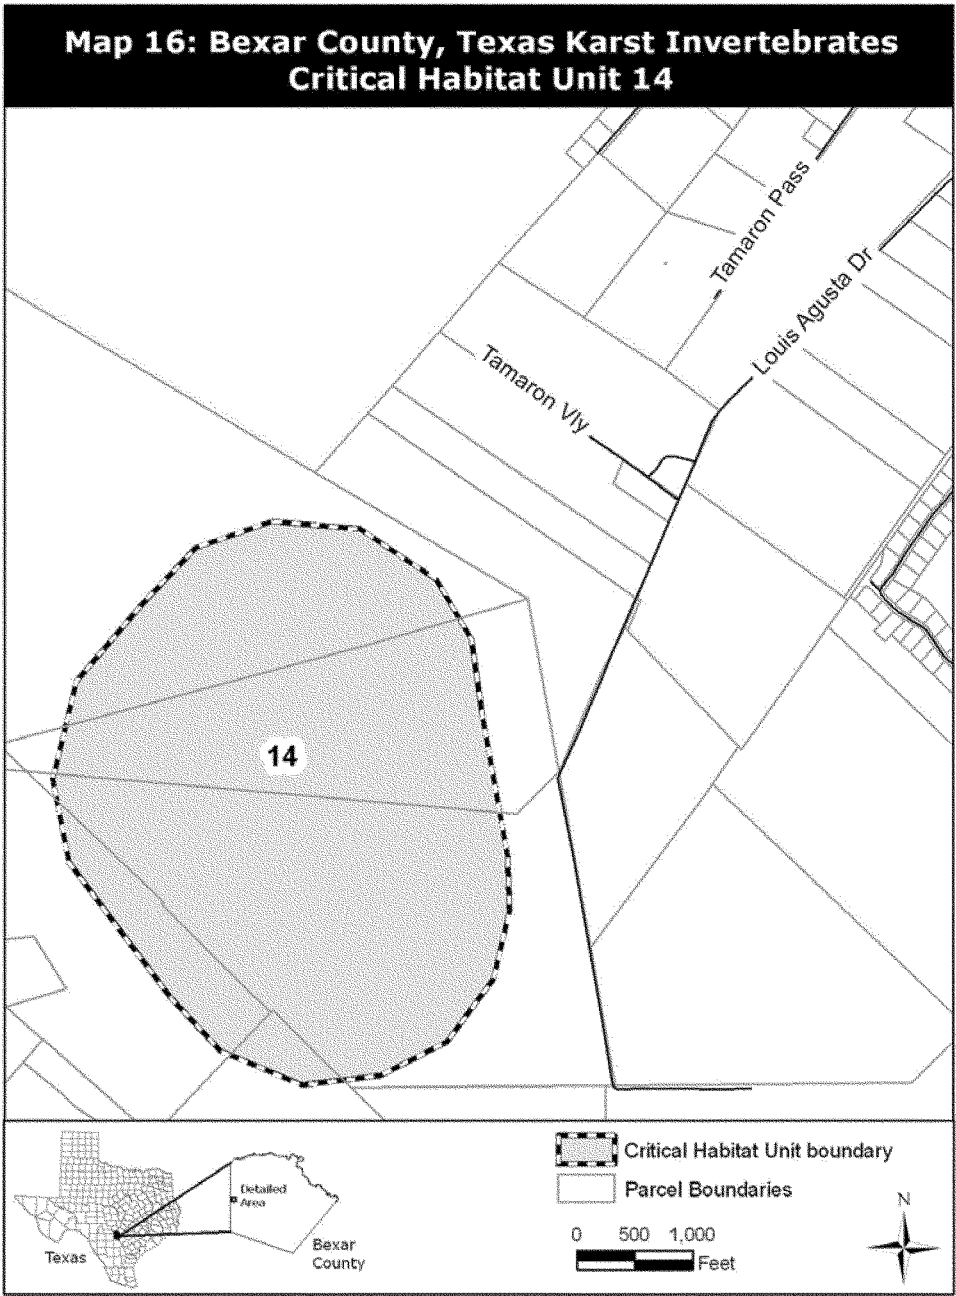 Map 16: Bexar County, Texas Karst Invertebrates
Critical Habitat Unit 14
Tamaron Pass
Louis Agusta Dr
Tamaron Vly
14
Critical Habitat Unit boundary
Parcel Boundaries
Detailed
Area
Texas
Bexar
County
0 500 1,000
Feet
N